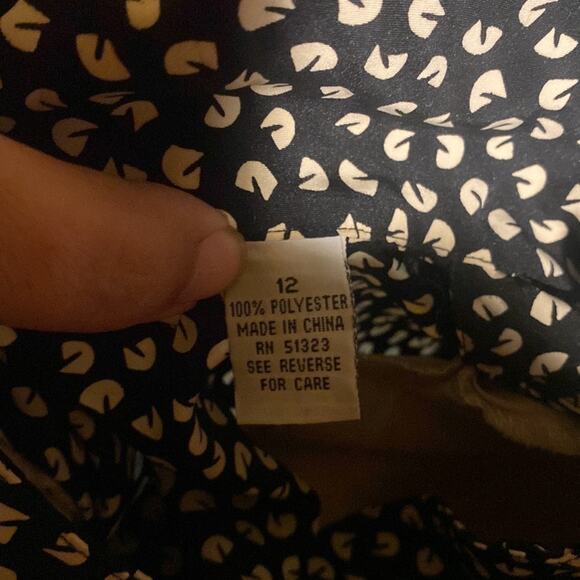 12
100% POLYESTER
MADE IN CHINA
RN 51323
SEE REVERSE
FOR CARE